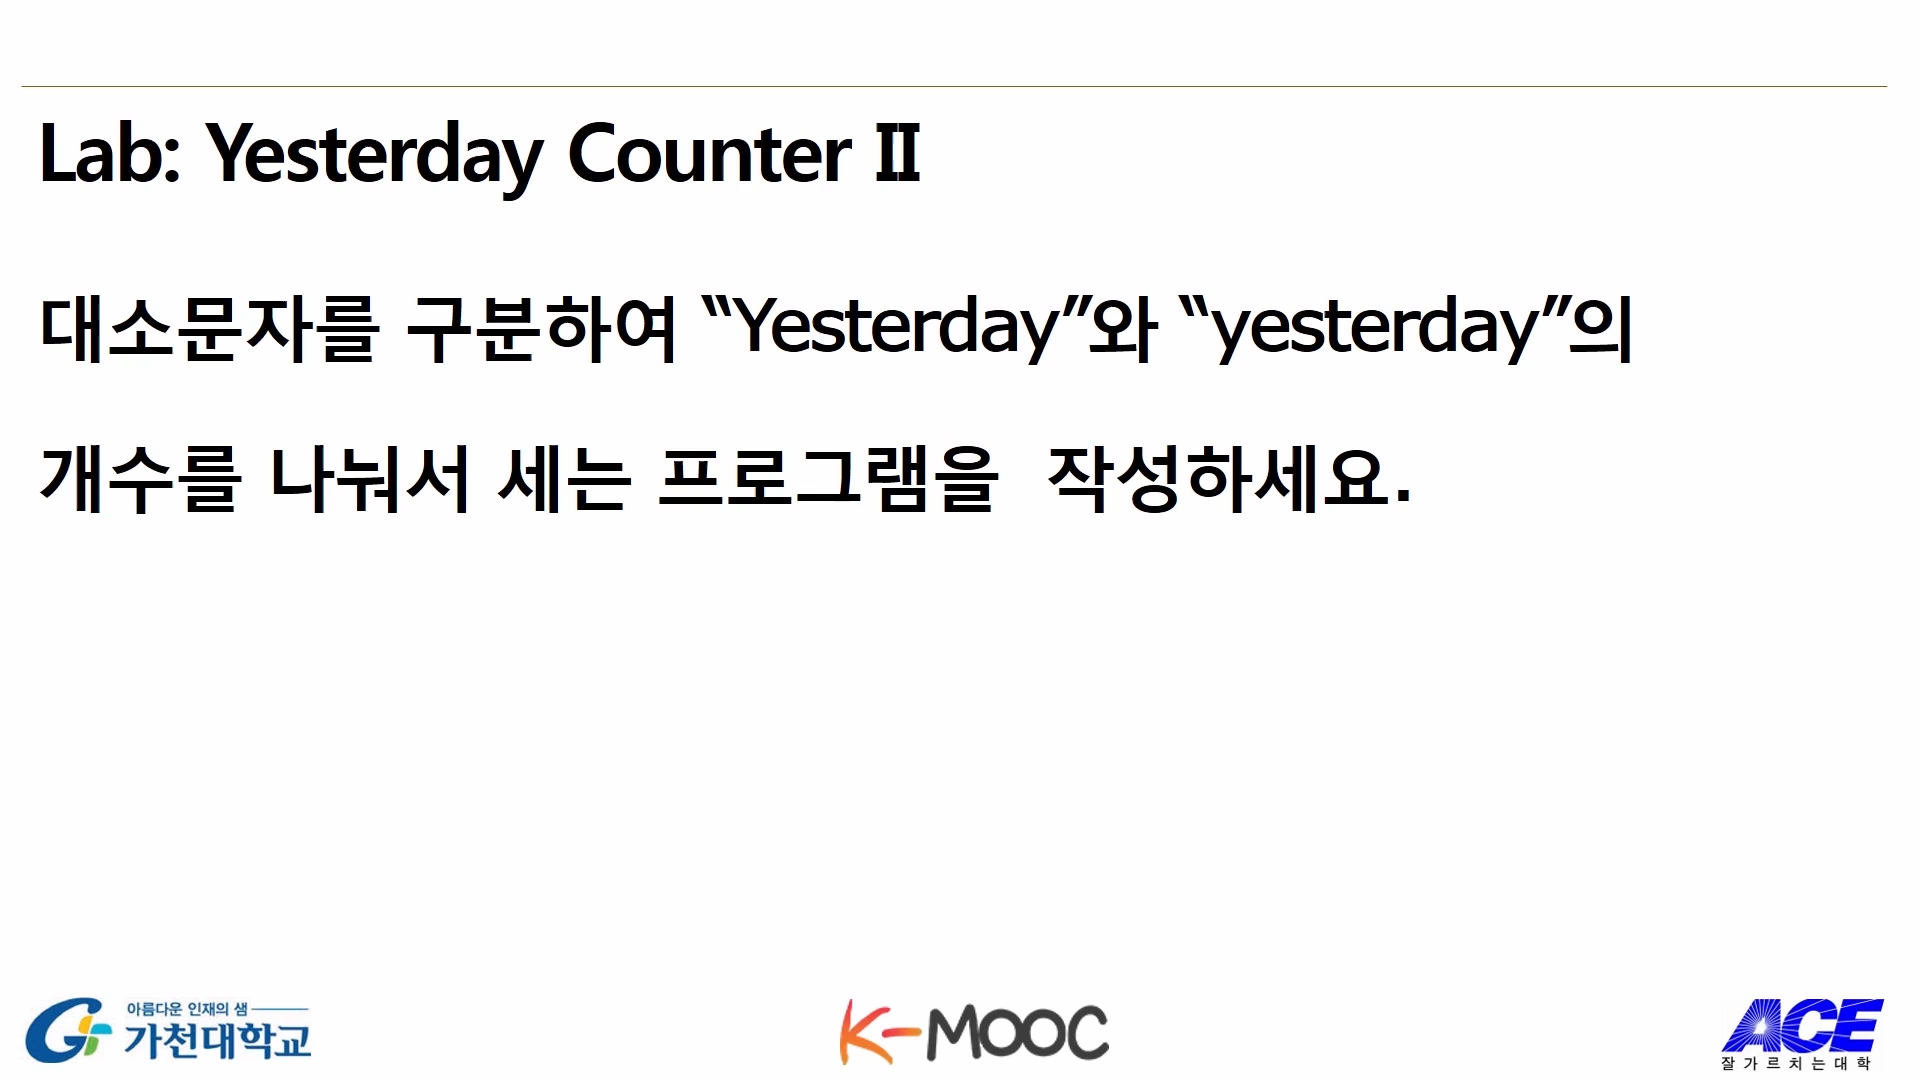 Lab: Yesterday Counter II
대소문자를 구분하여 “Yesterday”와 “yesterday”의
개수를 나눠서 세는 프로그램을  작성하세요.
아름다운 인재의 샘
가천대학교
K-MOOC
ACE
잘가르치는대학